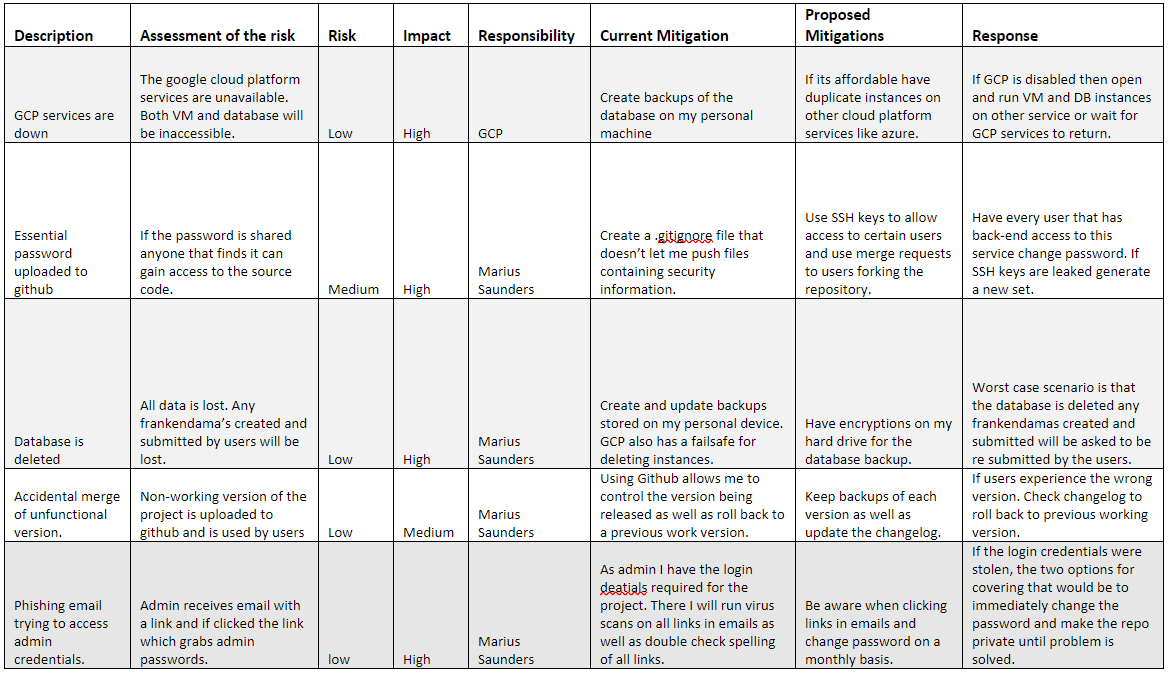 Description
Assessment of the risk
Risk
Impact
Responsibility
Current Mitigation
Proposed
Mitigations
Response
GCP services are
down
The google cloud platform
services are unavailable.
Both VM and database will
be inaccessible.
Low
High
GCP
Create backups of the
database on my personal
machine
If its affordable have
duplicate instances on
other cloud platform
services like azure.
If GCP is disabled then open
and run VM and DB instances
on other service or wait for
GCP services to return.
Essential
password
uploaded to
github
If the password is shared
anyone that finds it can
gain access to the source
code.
Medium
High
Marius
Saunders
Create a .gitignore file that
doesn’t let me push files
containing security
information.
Use SSH keys to allow
access to certain users
and use merge requests
to users forking the
repository.
Have every user that has
back-end access to this
service change password. If
SSH keys are leaked generate
a new set.
Database is
deleted
All data is lost. Any
frankendama’s created and
submitted by users will be
lost.
Low
High
Marius
Saunders
Create and update backups
stored on my personal device.
GCP also has a failsafe for
deleting instances.
Have encryptions on my
hard drive for the
database backup.
Worst case scenario is that
the database is deleted any
frankendamas created and
submitted will be asked to be
re submitted by the users.
Accidental merge
of unfunctional
version.
Non-working version of the
project is uploaded to
github and is used by users
Low
Medium
Marius
Saunders
Using Github allows me to
control the version being
released as well as roll back to
a previous work version.
Keep backups of each
version as well as
update the changelog.
If users experience the wrong
version. Check changelog to
roll back to previous working
version.
Phishing email
trying to access
admin
credentials.
Admin receives email with
a link and if clicked the link
which grabs admin
passwords.
low
High
Marius
Saunders
As admin I have the login
deatials required for the
project. There I will run virus
scans on all links in emails as
well as double check spelling
of all links.
Be aware when clicking
links in emails and
change password on a
monthly basis.
If the login credentials were
stolen, the two options for
covering that would be to
immediately change the
password and make the repo
private until problem is
solved.